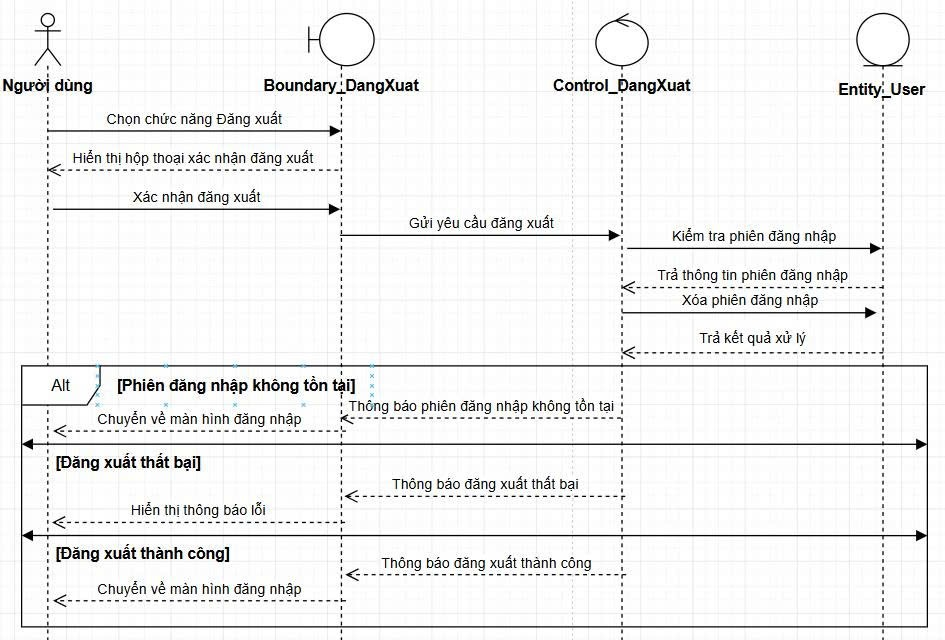 Người dùng
Boundary_DangXuat
Control_DangXuat
Entity_User
Chọn chức năng Đăng xuất
Hiển thị hộp thoại xác nhận đăng xuất
Xác nhận đăng xuất
Gửi yêu cầu đăng xuất
Kiểm tra phiên đăng nhập
Trả thông tin phiên đăng nhập
Xóa phiên đăng nhập
Trả kết quả xử lý
Alt
[Phiên đăng nhập không tồn tại]
Thông báo phiên đăng nhập không tồn tại
Chuyển về màn hình đăng nhập
[Đăng xuất thất bại]
Thông báo đăng xuất thất bại
Hiển thị thông báo lỗi
[Đăng xuất thành công]
Thông báo đăng xuất thành công
Chuyển về màn hình đăng nhập